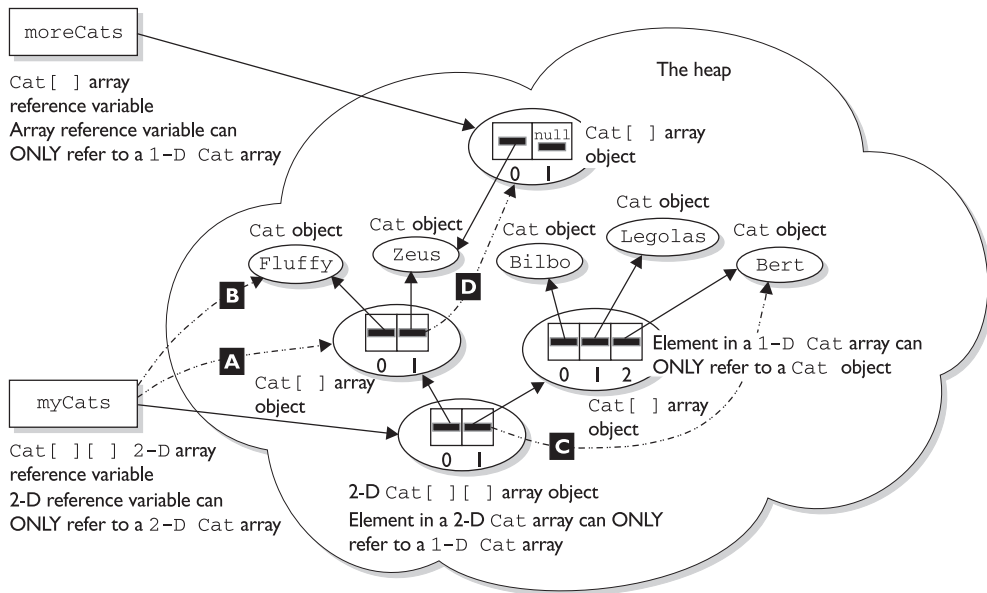 moreCats
Cat[ ] array
reference variable
Array reference variable can
ONLY refer to a 1-D Cat array
The heap
null
0 1
Cat[ ] array
object
Cat object
Fluffy
Cat object
Zeus
Cat object
Bilbo
Cat object
Legolas
Cat object
Bert
B
D
A
0 1
Cat[ ] array
object
0 1 2
Element in a 1-D Cat array can
ONLY refer to a Cat object
Cat[ ] array
object
C
myCats
Cat[ ][ ] 2-D array
reference variable
2-D reference variable can
ONLY refer to a 2-D Cat array
0 1
2-D Cat[ ][ ] array object
Element in a 2-D Cat array can ONLY
refer to a 1-D Cat array